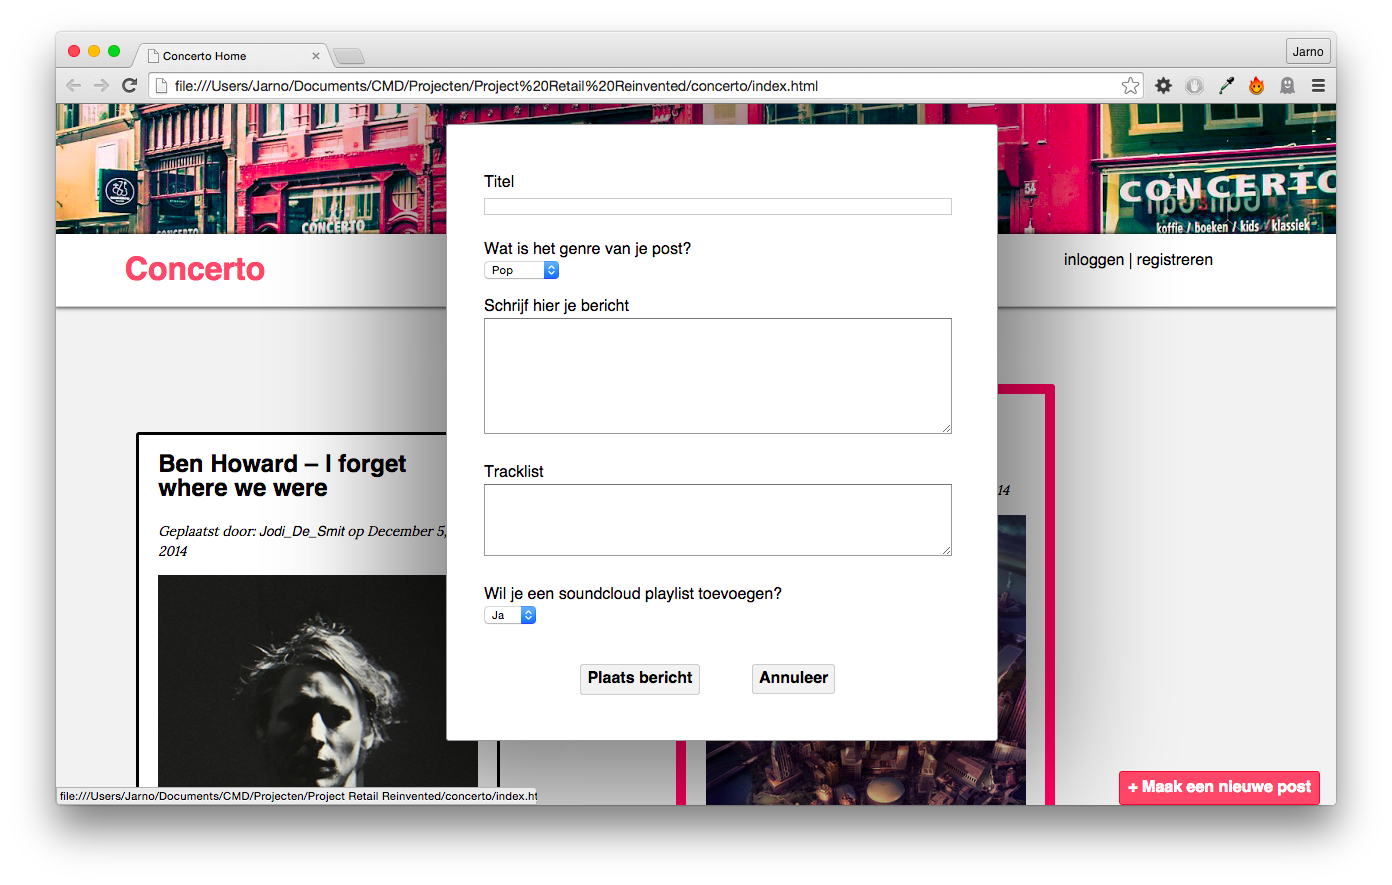 Concerto Home
Jarno
file:///Users/Jarno/Documents/CMD/Projecten/Project%20Retail%20Reinvented/concerto/index.html
CONCERTO
CONCERTO
54
CONCERTO
koffie / boeken / kids / klassiek
Concerto
inloggen | registreren
Titel
Wat is het genre van je post?
Pop
Schrijf hier je bericht
Tracklist
Wil je een soundcloud playlist toevoegen?
Ja
Plaats bericht
Annuleer
Ben Howard – I forget
where we were
Geplaatst door: Jodi_De_Smit op December 5,
2014
14
+ Maak een nieuwe post
file:///Users/Jarno/Documents/CMD/Projecten/Project Retail Reinvented/concerto/index.ht